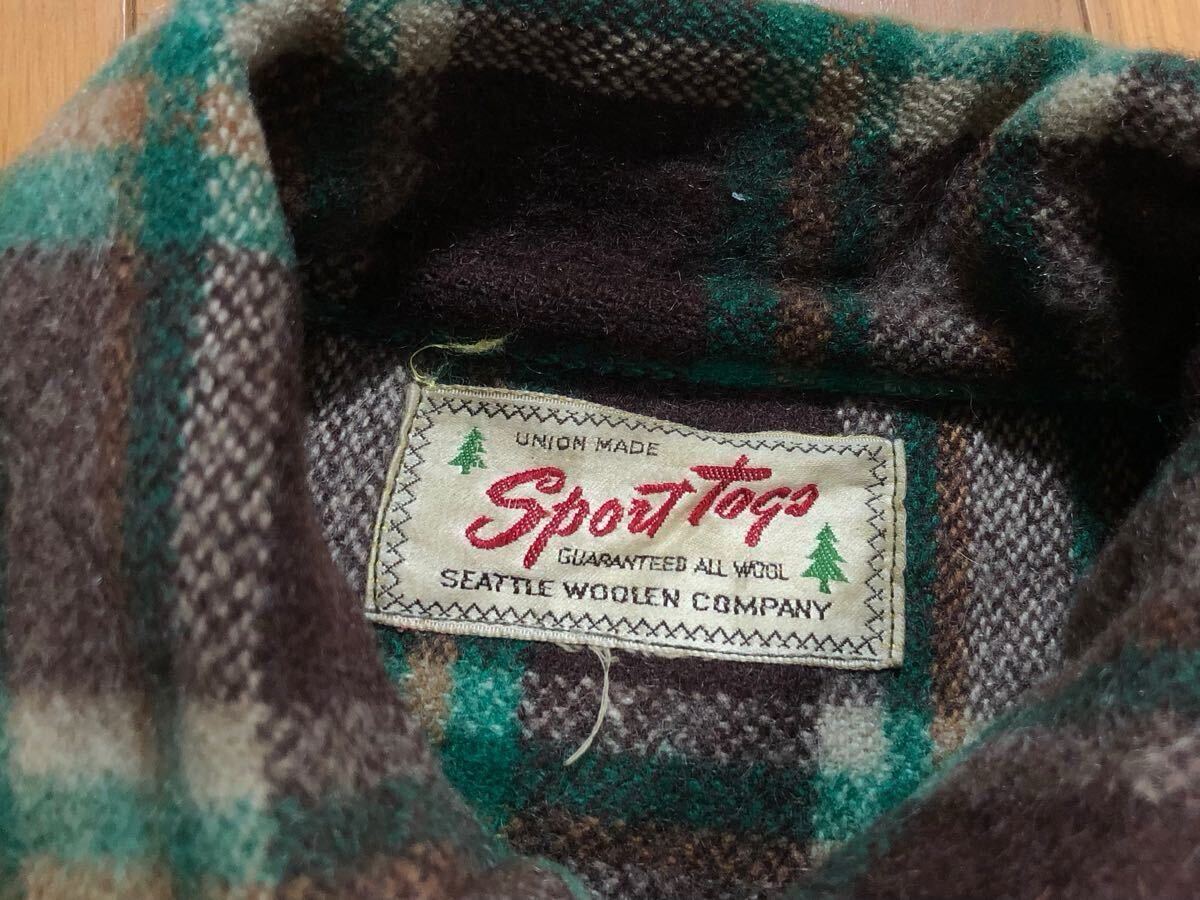 UNION MADE
Sport Togs
GUARANTEED ALL WOOL
SEATTLE WOOLEN COMPANY